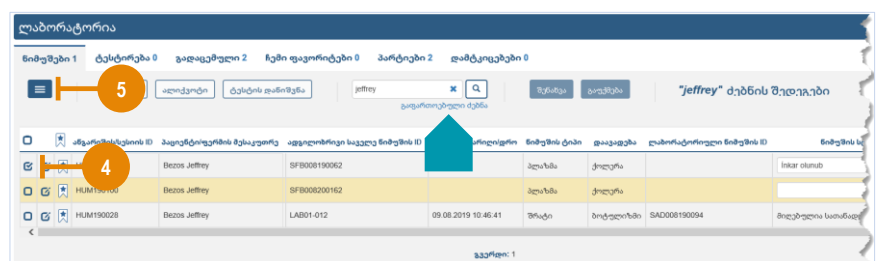 ლაბორატორია
ნიმუშები 1 ტესტირება 0 გადაცემული 2 ჩემი ფავორიტები 0 პარტიები 2 დამტკიცებები 0
5 ალიქვოტი ტესტის დანიშვნა jeffrey შენახვა გაუქმება "jeffrey" ძებნის შედეგები
გაფართოებული ძებნა
ანგარიშის/სესიის ID პაციენტი/ფერმის მესაკუთრე ადგილობრივი საველე ნიმუშის ID ნიმუშის ტიპი დაავადება ლაბორატორიული ნიმუშის ID ნიმუშის
4 Bezos Jeffrey SFB008190062 პლაზმა ქოლერა Inkar olunub
HUM190100 Bezos Jeffrey SFB008200162 პლაზმა ქოლერა
HUM190028 Bezos Jeffrey LAB01-012 09.08.2019 10:46:41 შრატი ბოტულიზმი SAD008190094 მიღებულია
გვერდი: 1